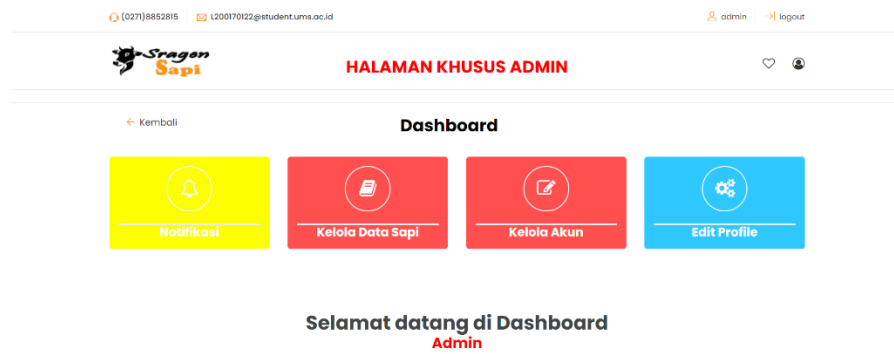 (0271)8852815 L200170122@student.ums.ac.id admin logout
Sragen
Sapi
HALAMAN KHUSUS ADMIN
Kembali
Dashboard
Notifikasi Kelola Data Sapi Kelola Akun Edit Profile
Selamat datang di Dashboard
Admin